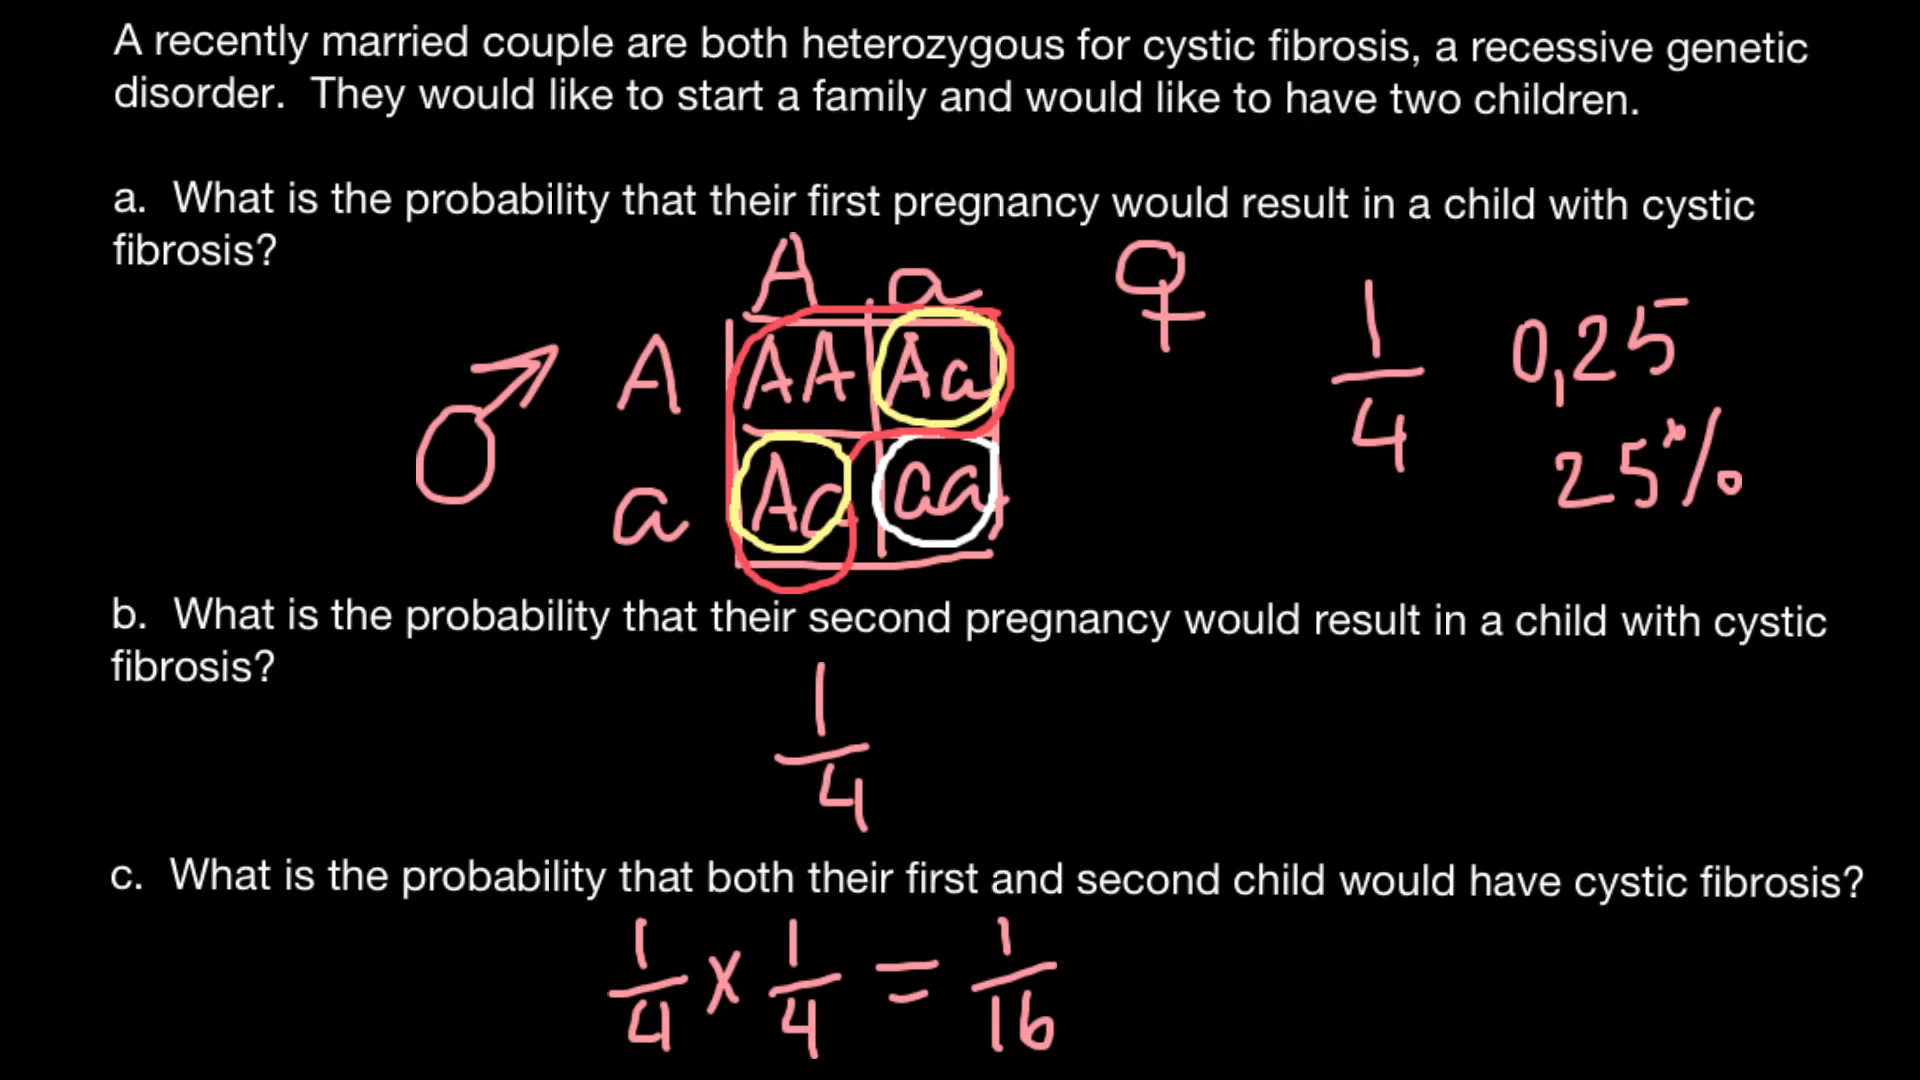 A recently married couple are both heterozygous for cystic fibrosis, a recessive genetic
disorder.  They would like to start a family and would like to have two children.
a.  What is the probability that their first pregnancy would result in a child with cystic
fibrosis?
A a ♀
♂ A AA Aa
a Aa aa
1/4 0,25
25%
b.  What is the probability that their second pregnancy would result in a child with cystic
fibrosis?
1/4
c.  What is the probability that both their first and second child would have cystic fibrosis?
1/4 x 1/4 = 1/16